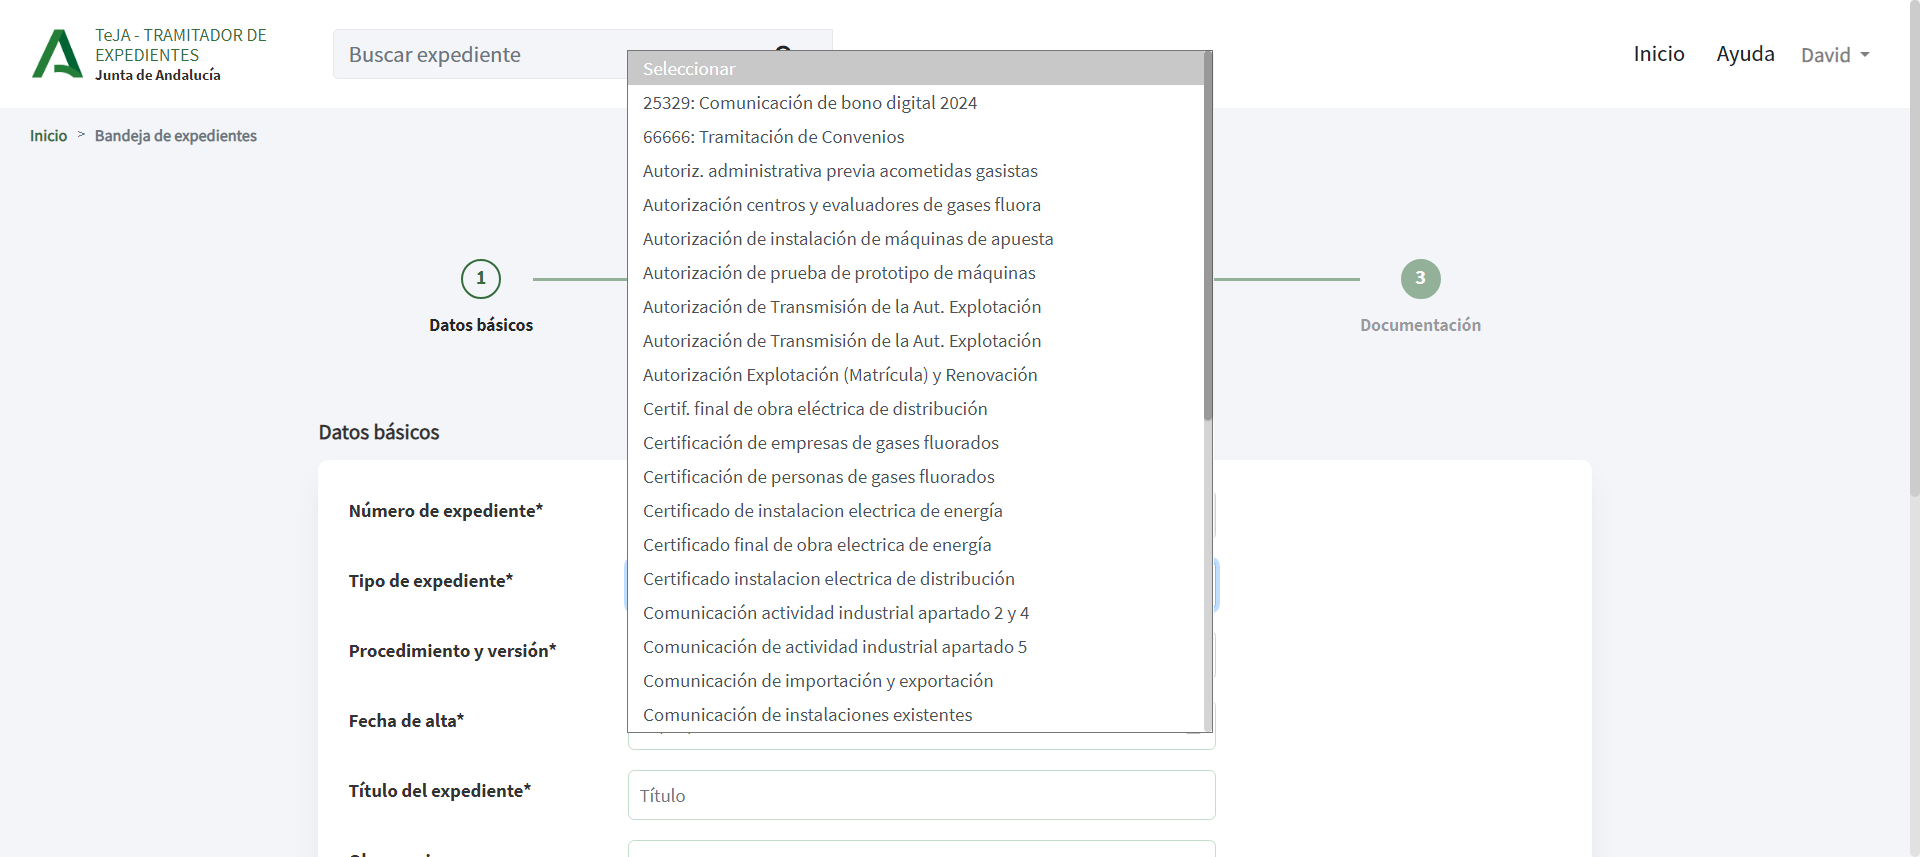 TeJA - TRAMITADOR DE
EXPEDIENTES
Junta de Andalucía
Buscar expediente
Inicio
Ayuda
David
Inicio > Bandeja de expedientes
1
Datos básicos
3
Documentación
Datos básicos
Número de expediente*
Tipo de expediente*
Procedimiento y versión*
Fecha de alta*
Título del expediente*
Título
Seleccionar
25329: Comunicación de bono digital 2024
66666: Tramitación de Convenios
Autoriz. administrativa previa acometidas gasistas
Autorización centros y evaluadores de gases fluora
Autorización de instalación de máquinas de apuesta
Autorización de prueba de prototipo de máquinas
Autorización de Transmisión de la Aut. Explotación
Autorización de Transmisión de la Aut. Explotación
Autorización Explotación (Matrícula) y Renovación
Certif. final de obra eléctrica de distribución
Certificación de empresas de gases fluorados
Certificación de personas de gases fluorados
Certificado de instalacion electrica de energía
Certificado final de obra electrica de energía
Certificado instalacion electrica de distribución
Comunicación actividad industrial apartado 2 y 4
Comunicación de actividad industrial apartado 5
Comunicación de importación y exportación
Comunicación de instalaciones existentes